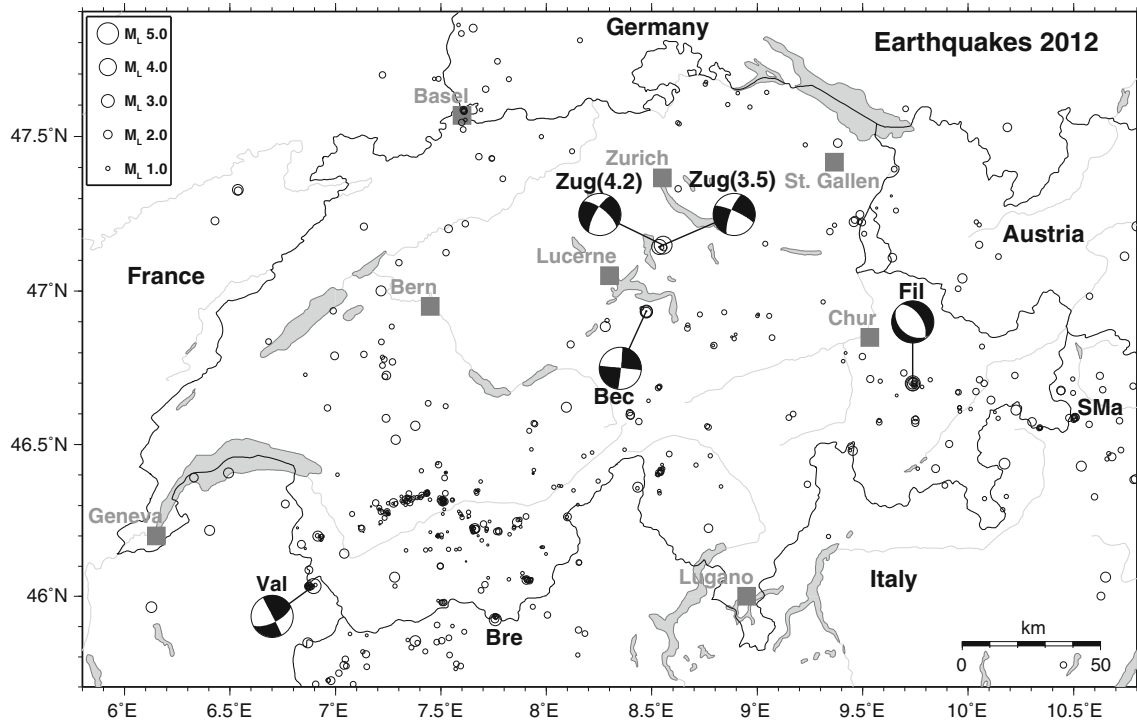 Earthquakes 2012
M_L 5.0
M_L 4.0
M_L 3.0
M_L 2.0
M_L 1.0
Germany
Basel
Zurich
Zug(4.2)
Zug(3.5)
St. Gallen
Austria
France
Lucerne
Bern
Chur
Fil
Bec
SMa
Geneva
Val
Lugano
Italy
Bre
km
0 50
47.5°N
47°N
46.5°N
46°N
6°E 6.5°E 7°E 7.5°E 8°E 8.5°E 9°E 9.5°E 10°E 10.5°E